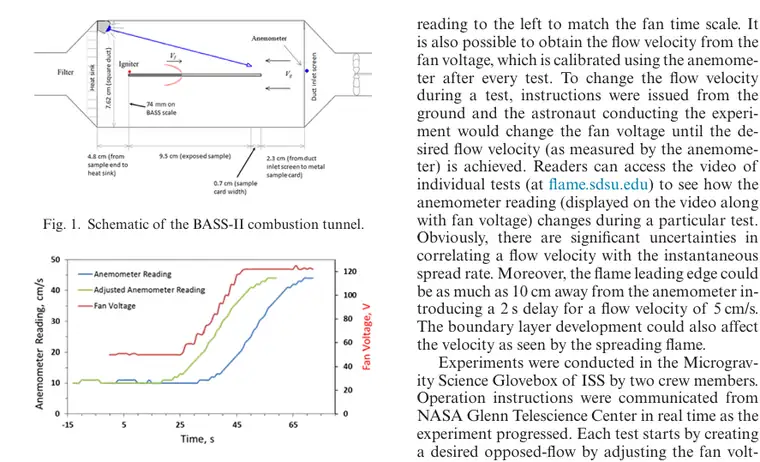 Anemometer
Filter
Heat sink
Igniter
V_f
V_g
Duct inlet screen
7.62 cm (square duct)
74 mm on
BASS scale
4.8 cm (from
sample end to
heat sink)
9.5 cm (exposed sample)
2.3 cm (from duct
inlet screen to metal
sample card)
0.7 cm (sample
card width)
Fig. 1. Schematic of the BASS-II combustion tunnel.
Anemometer Reading, cm/s
50
40
30
20
10
0
Anemometer Reading
Adjusted Anemometer Reading
Fan Voltage
120
100
80
60
40
20
0
Fan Voltage, V
-15
5
25
45
65
Time, s
reading to the left to match the fan time scale. It
is also possible to obtain the flow velocity from the
fan voltage, which is calibrated using the anemome-
ter after every test. To change the flow velocity
during a test, instructions were issued from the
ground and the astronaut conducting the experi-
ment would change the fan voltage until the de-
sired flow velocity (as measured by the anemome-
ter) is achieved. Readers can access the video of
individual tests (at flame.sdsu.edu) to see how the
anemometer reading (displayed on the video along
with fan voltage) changes during a particular test.
Obviously, there are significant uncertainties in
correlating a flow velocity with the instantaneous
spread rate. Moreover, the flame leading edge could
be as much as 10 cm away from the anemometer in-
troducing a 2 s delay for a flow velocity of 5 cm/s.
The boundary layer development could also affect
the velocity as seen by the spreading flame.
Experiments were conducted in the Micrograv-
ity Science Glovebox of ISS by two crew members.
Operation instructions were communicated from
NASA Glenn Telescience Center in real time as the
experiment progressed. Each test starts by creating
a desired opposed-flow by adjusting the fan volt-